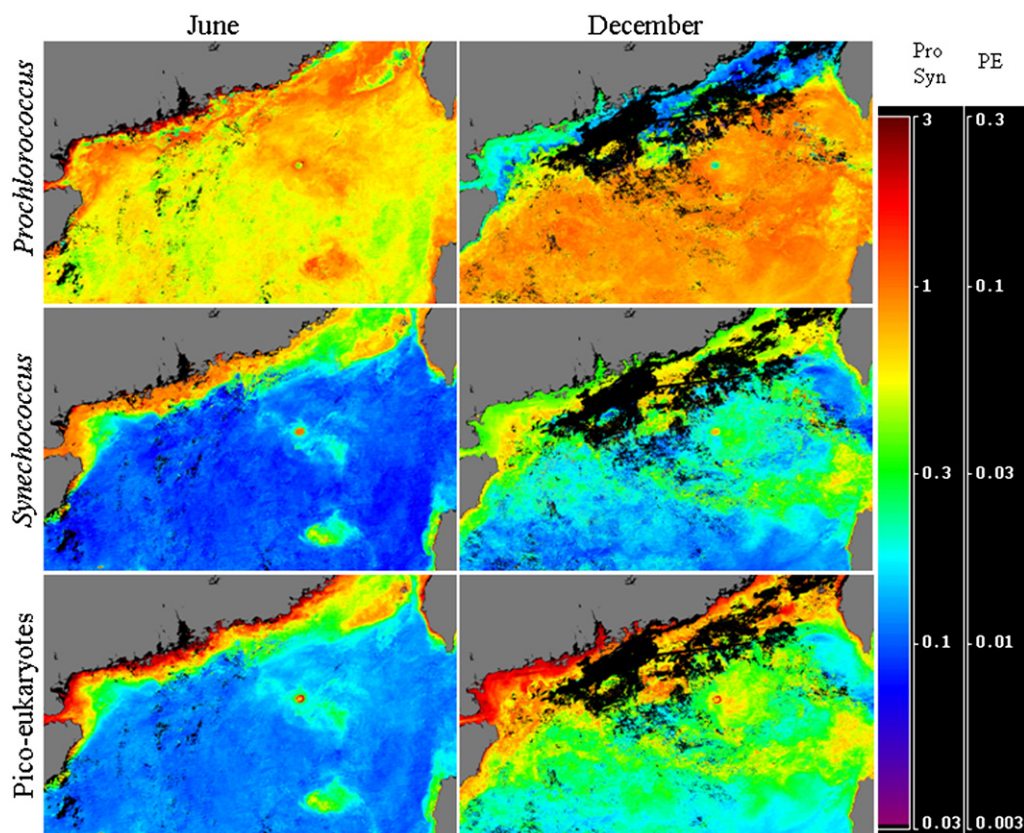 June December
Pro
Syn
PE
Prochlorococcus
Synechococcus
Pico-eukaryotes
3 0.3
1 0.1
0.3 0.03
0.1 0.01
0.03 0.003